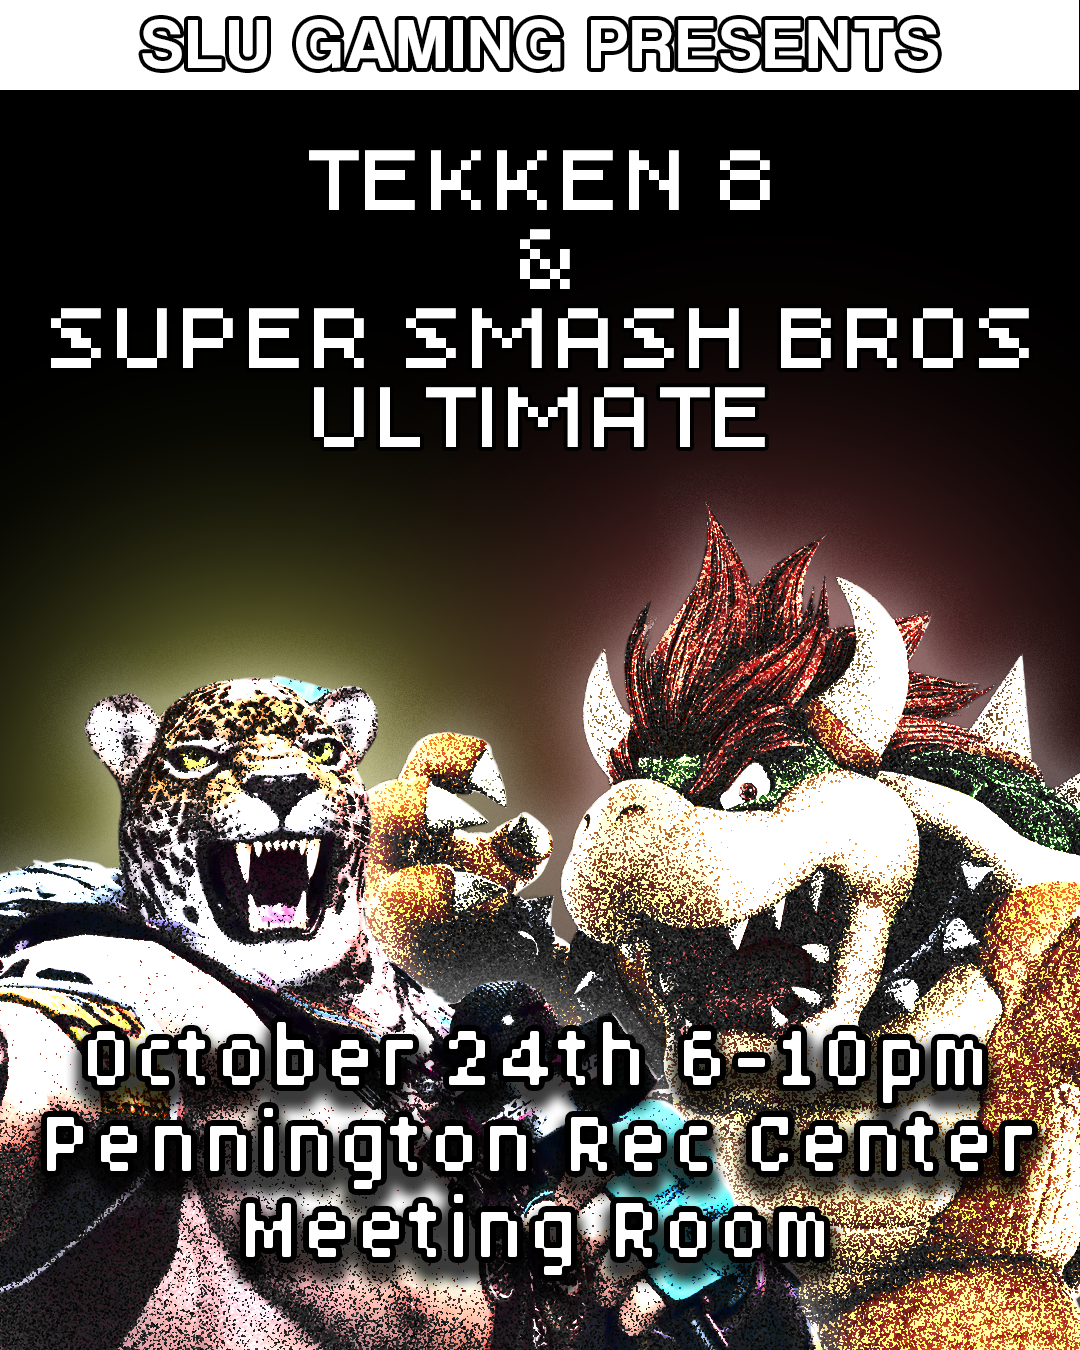 SLU GAMING PRESENTS
TEKKEN 8
&
SUPER SMASH BROS
ULTIMATE
October 24th 6-10pm
Pennington Rec Center
Meeting Room